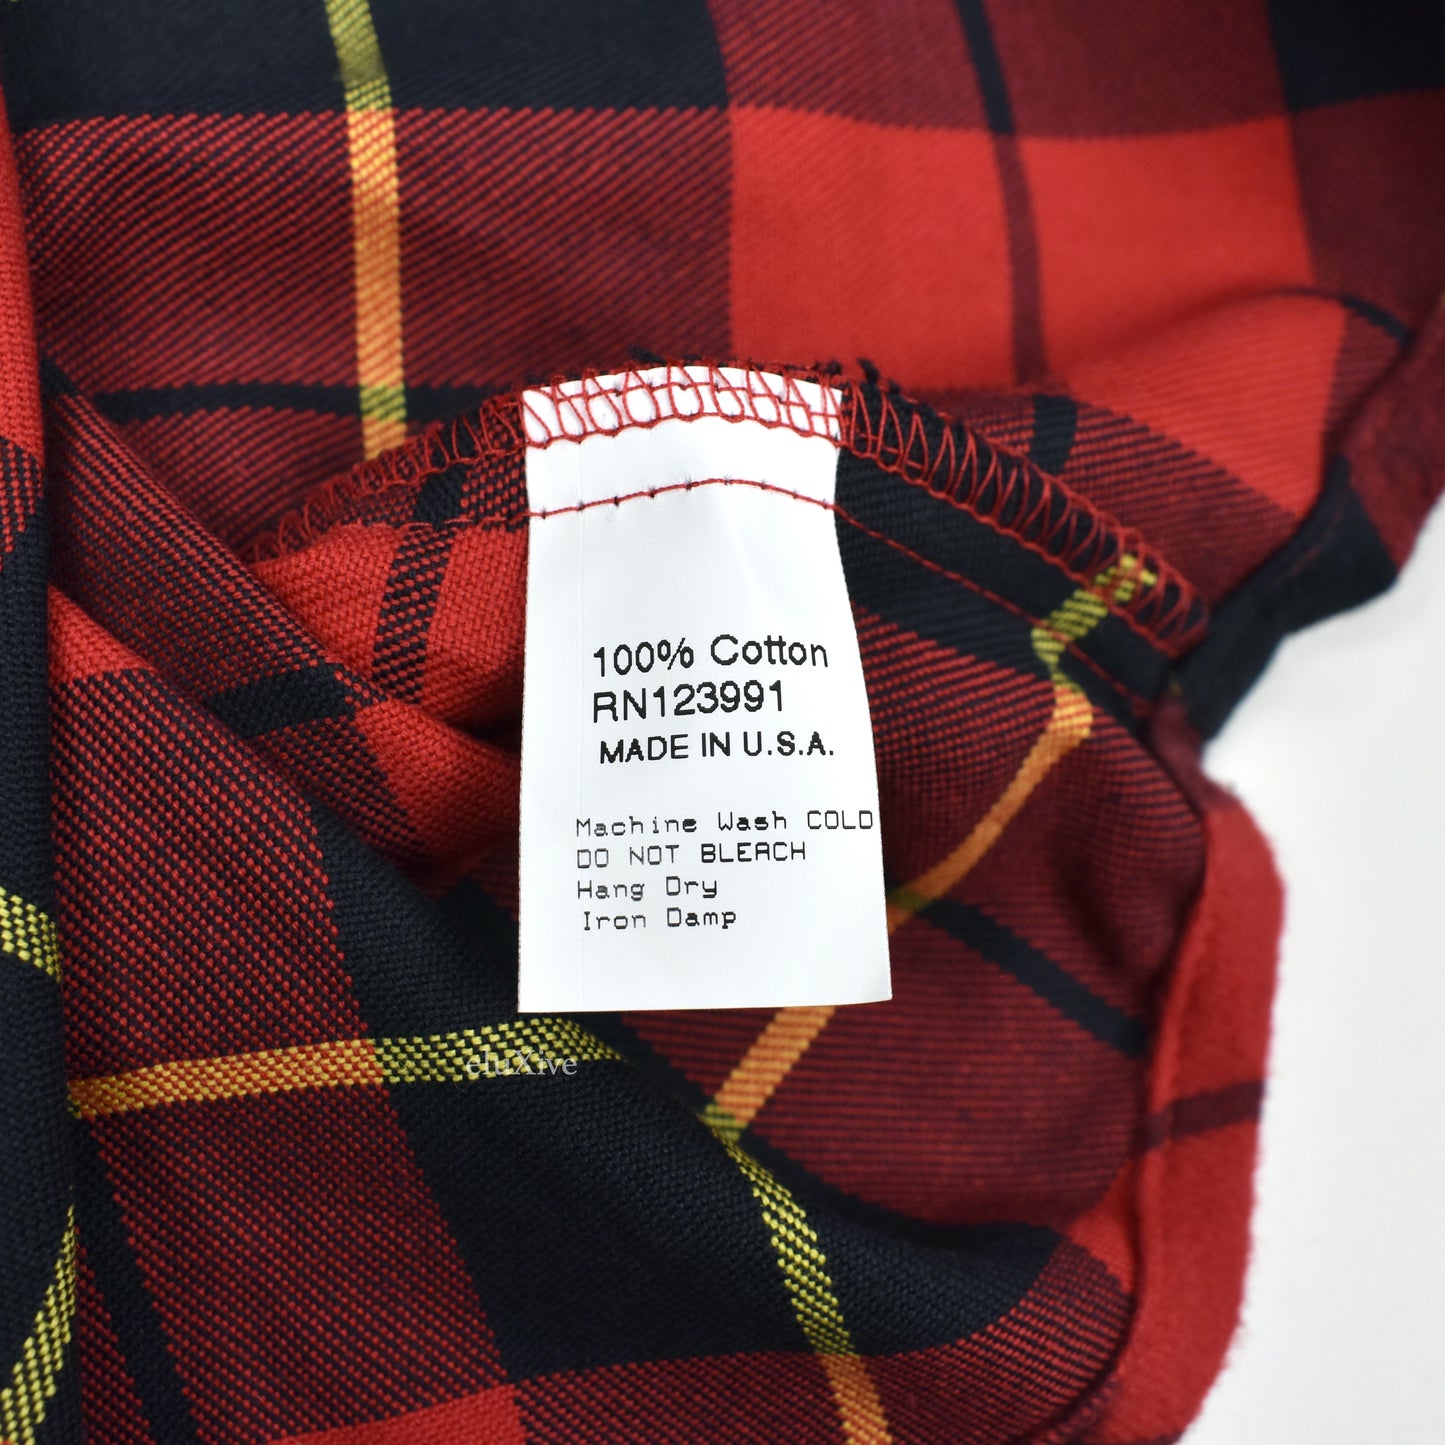 100% Cotton
RN123991
MADE IN U.S.A.
Machine Wash COLD
DO NOT BLEACH
Hang Dry
Iron Damp
eluXive